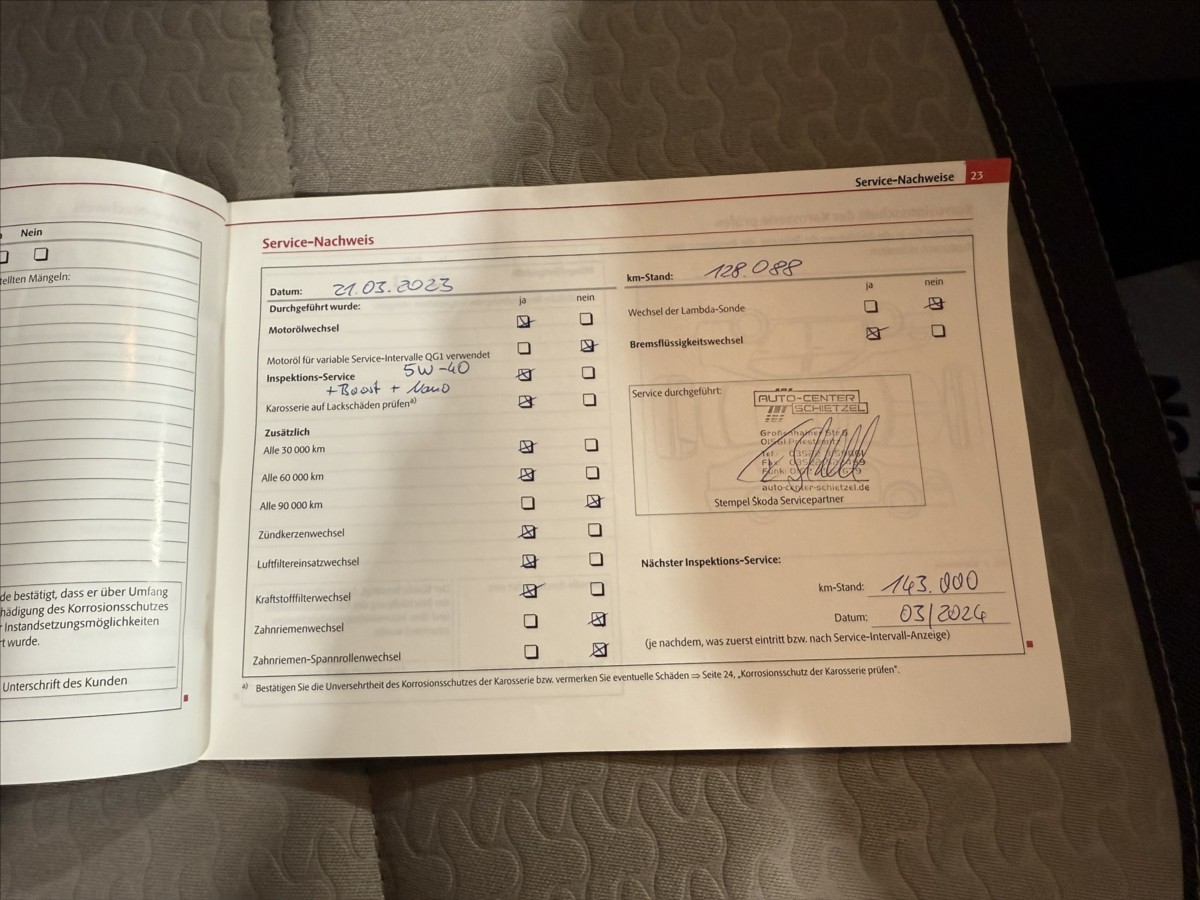 Nein
tellten Mängeln:
de bestätigt, dass er über Umfang
hädigung des Korrosionsschutzes
Instandsetzungsmöglichkeiten
t wurde.
Unterschrift des Kunden
Service-Nachweise 23
Service-Nachweis
Datum: 21.03.2023
Durchgeführt wurde: ja nein
Motorölwechsel
Motoröl für variable Service-Intervalle QG1 verwendet
5W-40
Inspektions-Service
+Boost + Nano
Karosserie auf Lackschäden prüfen a)
Zusätzlich
Alle 30 000 km
Alle 60 000 km
Alle 90 000 km
Zündkerzenwechsel
Luftfiltereinsatzwechsel
Kraftstofffilterwechsel
Zahnriemenwechsel
Zahnriemen-Spannrollenwechsel
km-Stand: 128.088
ja nein
Wechsel der Lambda-Sonde
Bremsflüssigkeitswechsel
Service durchgeführt:
AUTO-CENTER
SCHIETZEL
auto-center-schietzel.de
Stempel Škoda Servicepartner
Nächster Inspektions-Service:
km-Stand: 143.000
Datum: 03/2024
(je nachdem, was zuerst eintritt bzw. nach Service-Intervall-Anzeige)
a) Bestätigen Sie die Unversehrtheit des Korrosionsschutzes der Karosserie bzw. vermerken Sie eventuelle Schäden ⇒ Seite 24, „Korrosionsschutz der Karosserie prüfen“.